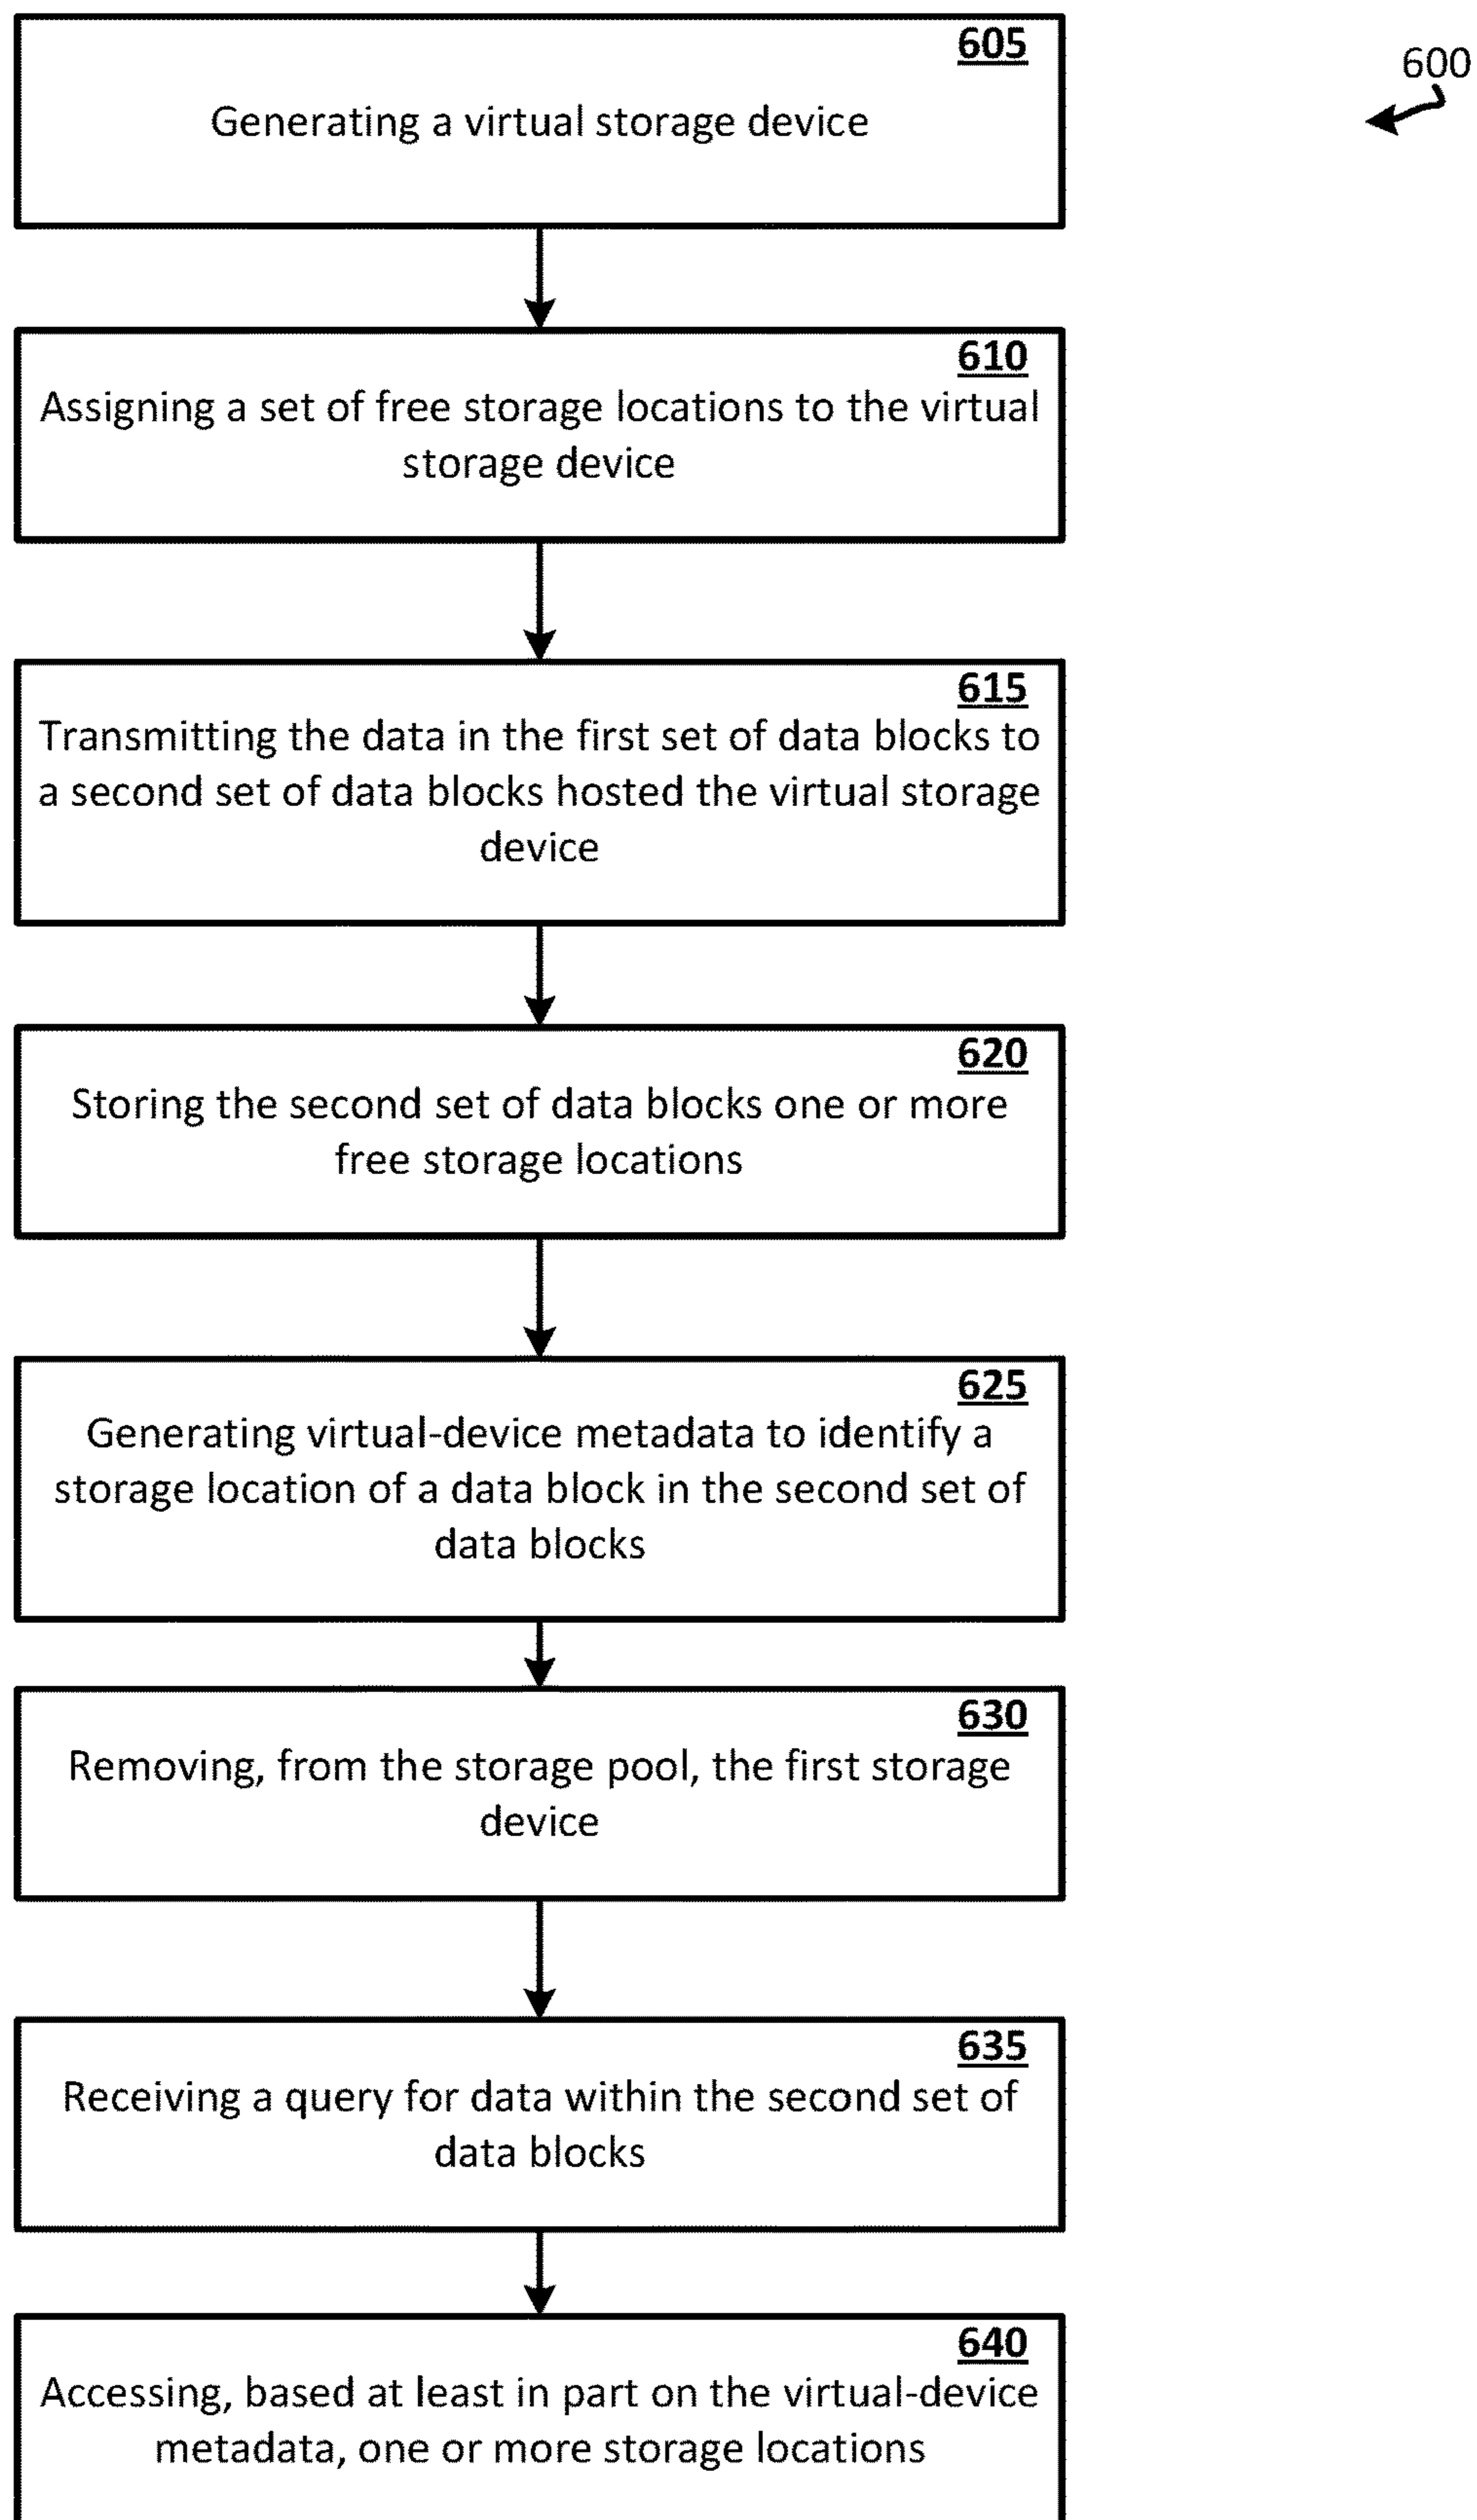 605
600
Generating a virtual storage device
610
Assigning a set of free storage locations to the virtual
storage device
615
Transmitting the data in the first set of data blocks to
a second set of data blocks hosted the virtual storage
device
620
Storing the second set of data blocks one or more
free storage locations
625
Generating virtual-device metadata to identify a
storage location of a data block in the second set of
data blocks
630
Removing, from the storage pool, the first storage
device
635
Receiving a query for data within the second set of
data blocks
640
Accessing, based at least in part on the virtual-device
metadata, one or more storage locations